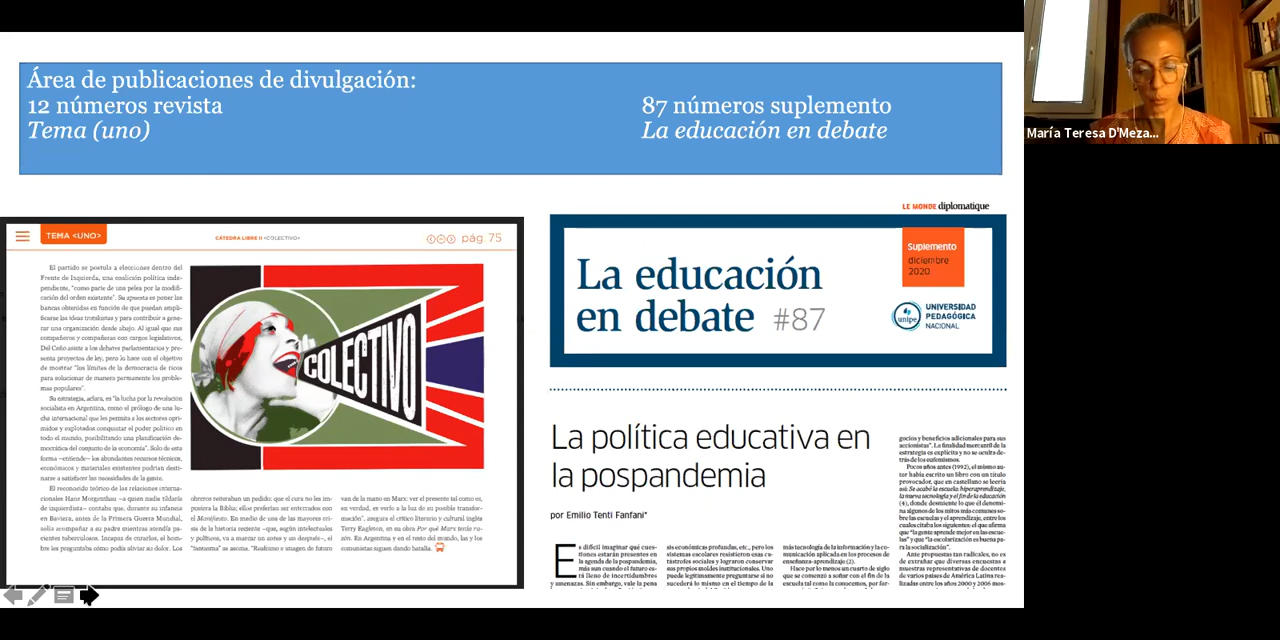 Área de publicaciones de divulgación:
12 números revista
Tema (uno)
87 números suplemento
La educación en debate
María Teresa D'Meza...
TEMA <UNO>
CÁTEDRA LIBRE II <COLECTIVO>
pág. 75
El partido se postula a elecciones dentro del
Frente de Izquierda, una coalición política inde-
pendiente, "como parte de una pelea por la modifi-
cación del orden existente". Su apuesta es poner las
bancas obtenidas en función de que puedan ampli-
ficarse las ideas trotskistas y para contribuir a gene-
rar una organización desde abajo. Al igual que sus
compañeros y compañeras con cargos legislativos,
Del Caño asiste a los debates parlamentarios y pre-
senta proyectos de ley, pero lo hace con el objetivo
de mostrar "los límites de la democracia de ricos
para solucionar de manera permanente los proble-
mas populares".
Su estrategia, aclara, es "la lucha por la revolución
socialista en Argentina, como el prólogo de una lu-
cha internacional que les permita a los sectores opri-
midos y explotados conquistar el poder político en
todo el mundo, posibilitando una planificación de-
mocrática del conjunto de la economía". Solo de esta
forma –entiende– los abundantes recursos técnicos,
económicos y materiales existentes podrían desti-
narse a satisfacer las necesidades de la gente.
El reconocido teórico de las relaciones interna-
cionales Hans Morgenthau –a quien nadie tildaría
de izquierdista– contaba que, durante su infancia
en Baviera, antes de la Primera Guerra Mundial,
solía acompañar a su padre mientras atendía pa-
cientes tuberculosos. Incapaz de curarlos, el hom-
bre les preguntaba cómo podía aliviar su dolor. Los
COLECTIVO
obreros reiteraban un pedido: que el cura no les im-
pusiera la Biblia; ellos preferían ser enterrados con
el Manifiesto. En medio de una de las mayores cri-
sis de la historia reciente –que, según intelectuales
y políticos, va a marcar un antes y un después–, el
"fantasma" se asoma. "Realismo e imagen de futuro
van de la mano en Marx: ver el presente tal como es,
en verdad, es verlo a la luz de su posible transfor-
mación", asegura el crítico literario y cultural inglés
Terry Eagleton, en su obra Por qué Marx tenía ra-
zón. En Argentina y en el resto del mundo, las y los
comunistas siguen dando batalla.
LE MONDE diplomatique
La educación
en debate #87
Suplemento
diciembre
2020
unipe
UNIVERSIDAD
PEDAGÓGICA
NACIONAL
La política educativa en
la pospandemia
por Emilio Tenti Fanfani*
Es difícil imaginar qué cues-
tiones estarán presentes en
la agenda de la pospandemia,
más aun cuando el futuro es-
tá lleno de incertidumbres
y amenazas. Sin embargo, vale la pena
sis económicas profundas, etc., pero los
sistemas escolares resistieron esas ca-
tástrofes sociales y lograron conservar
sus propios moldes institucionales. Uno
puede legítimamente preguntarse si no
sucederá lo mismo en el tiempo de la
más tecnología de la información y la co-
municación aplicada en los procesos de
enseñanza-aprendizaje (2).
Hace por lo menos un cuarto de siglo
que se comenzó a soñar con el fin de la
escuela tal como la conocemos, por for-
gocios y beneficios adicionales para sus
accionistas". La finalidad mercantil de la
estrategia es explícita y no se oculta de-
trás de los eufemismos.
Pocos años antes (1992), el mismo au-
tor había escrito un libro con un título
provocador, que en castellano se leería
así: Se acabó la escuela: hiperaprendizaje,
la nueva tecnología y el fin de la educación
(4), donde desmiente lo que él denomi-
na algunos de los mitos más comunes so-
bre las escuelas y el aprendizaje, entre los
cuales citaba los siguientes: el que afirma
que "la gente aprende mejor en las escue-
las" y que "la escolarización es buena pa-
ra la socialización".
Ante propuestas tan radicales, no es
de extrañar que diversas encuestas a
muestras representativas de docentes
de varios países de América Latina rea-
lizadas entre los años 2000 y 2006 mos-